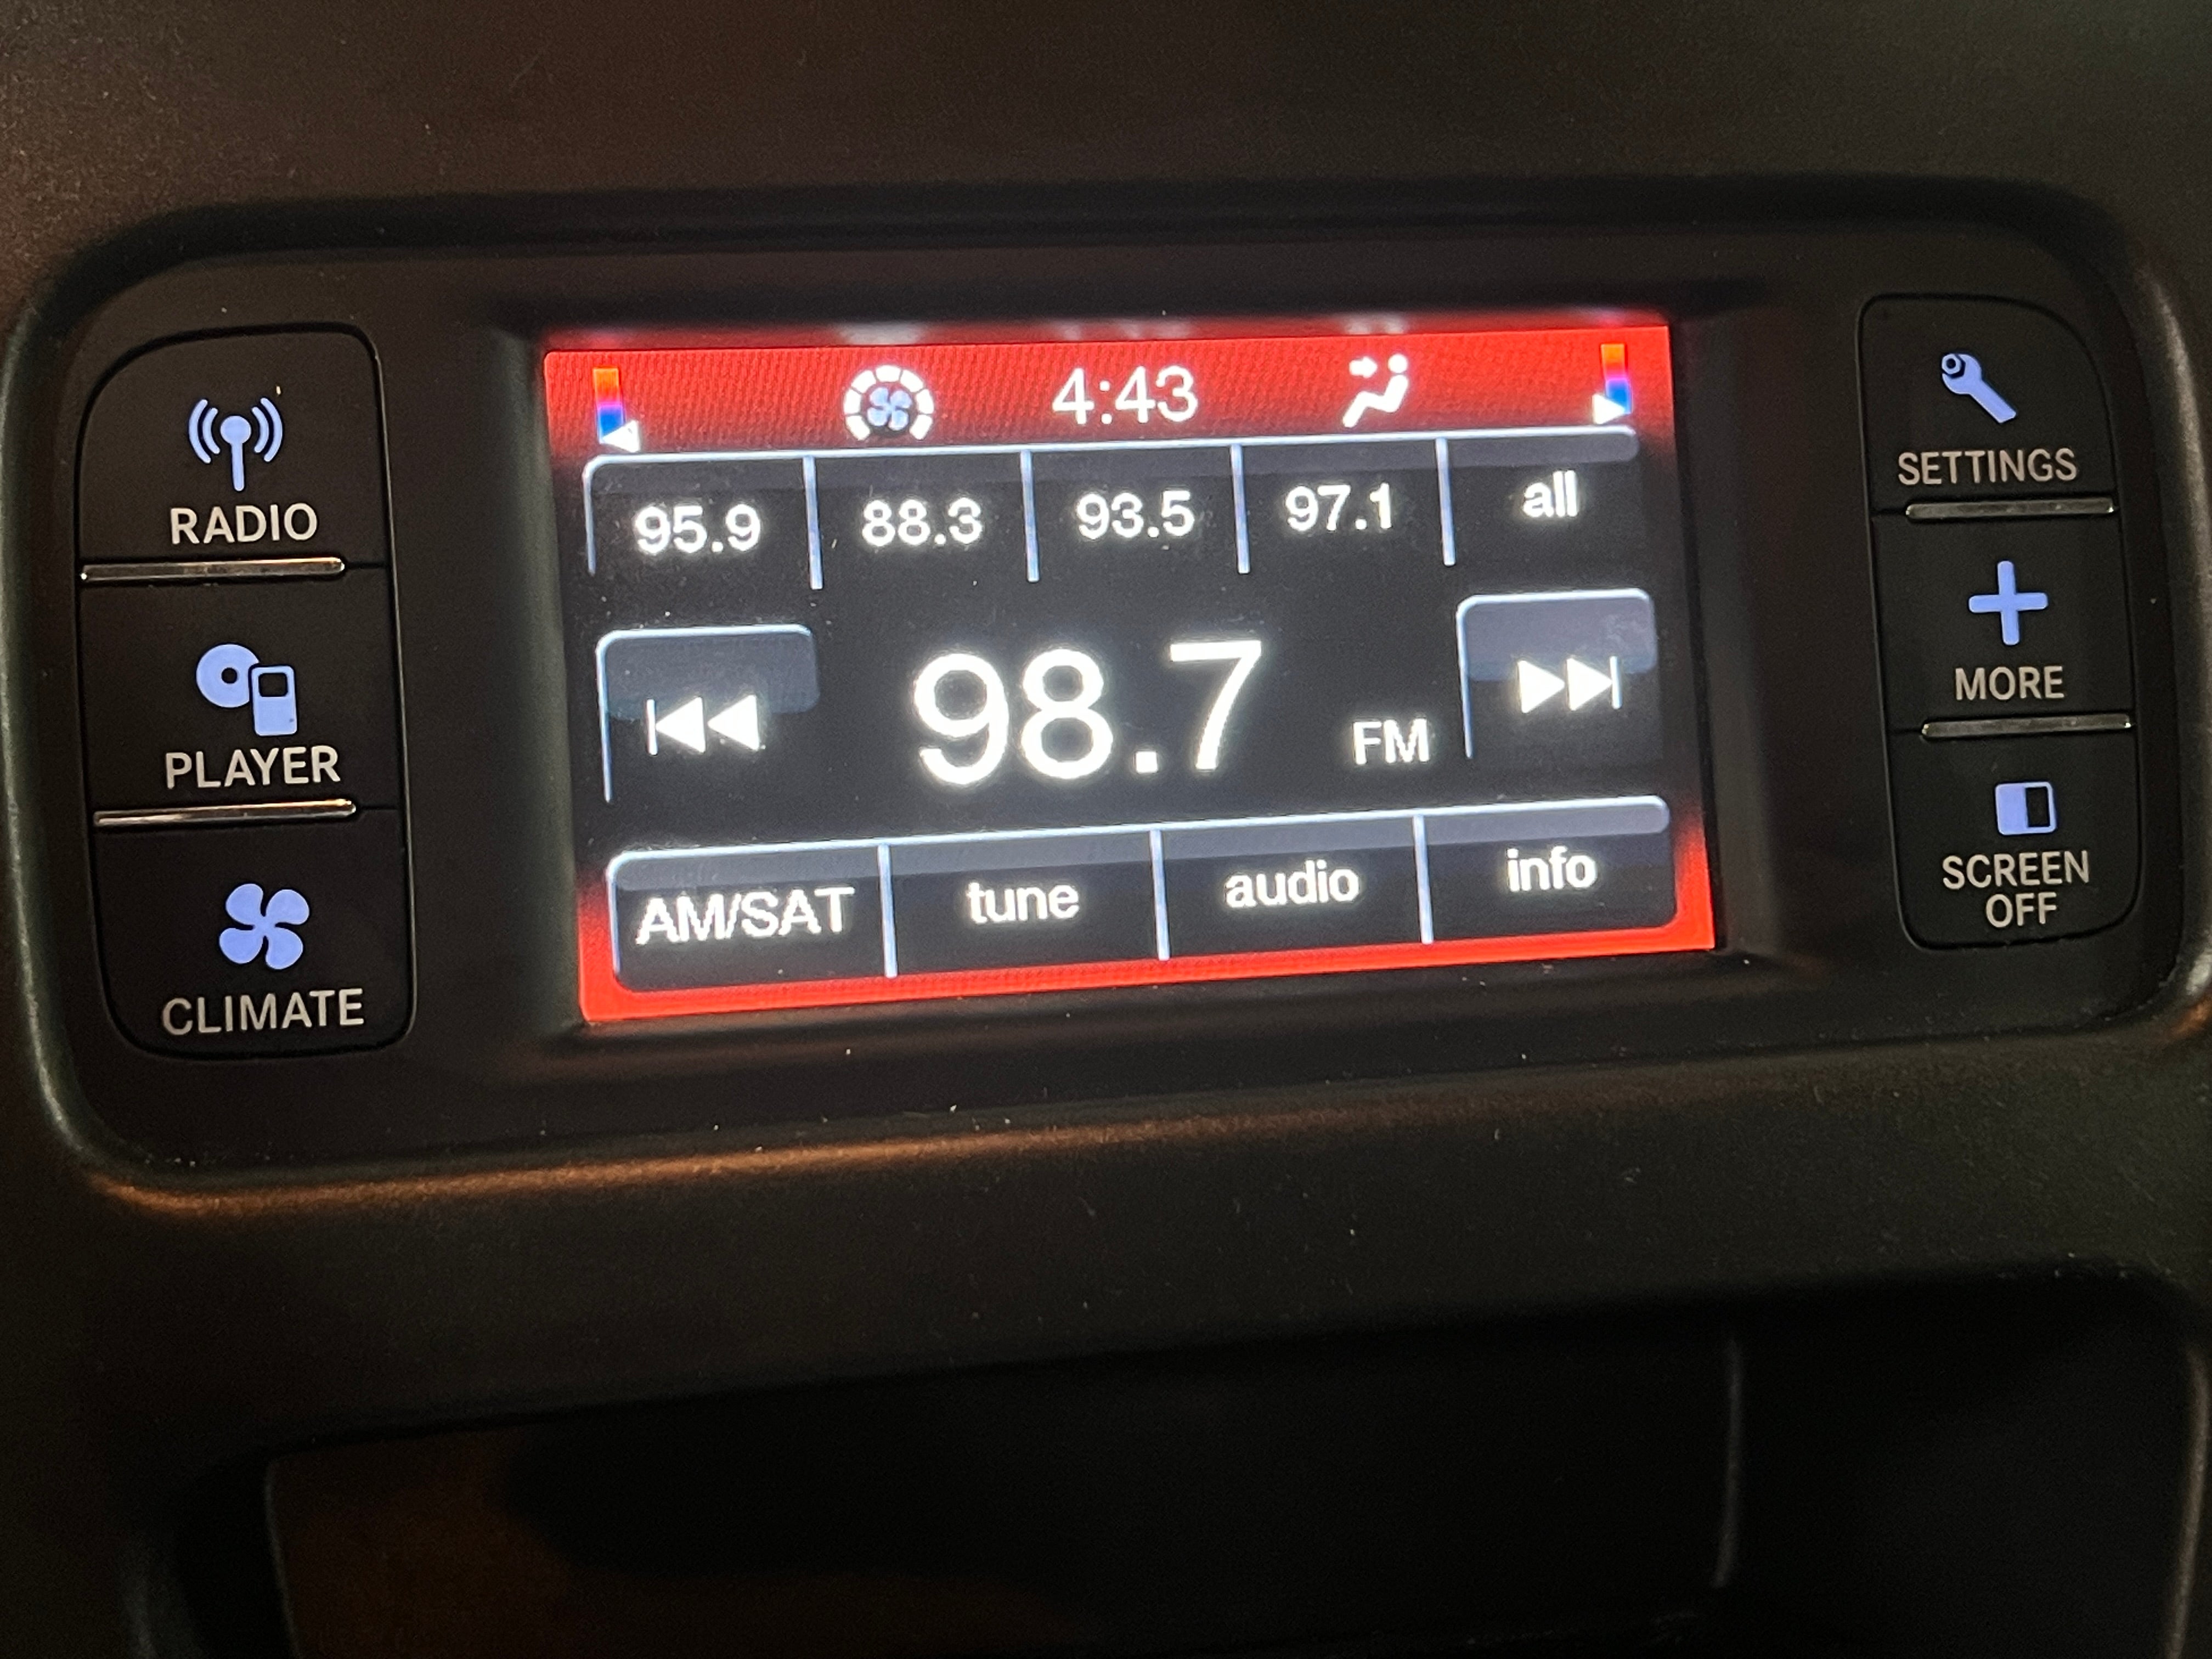 4:43
95.9 88.3 93.5 97.1 all
98.7 FM
AM/SAT tune audio info
RADIO
PLAYER
CLIMATE
SETTINGS
MORE
SCREEN
OFF